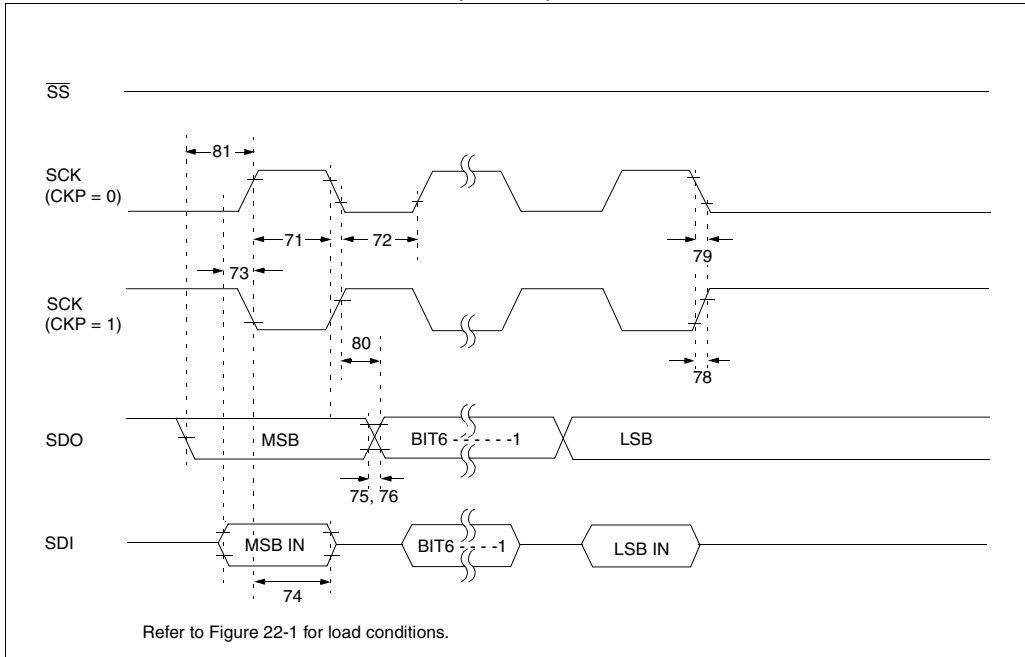 SS
81
SCK
(CKP = 0)
71
72
79
73
SCK
(CKP = 1)
80
78
SDO
MSB
BIT6 - - - - - -1
LSB
75, 76
SDI
MSB IN
BIT6 - - - -1
LSB IN
74
Refer to Figure 22-1 for load conditions.